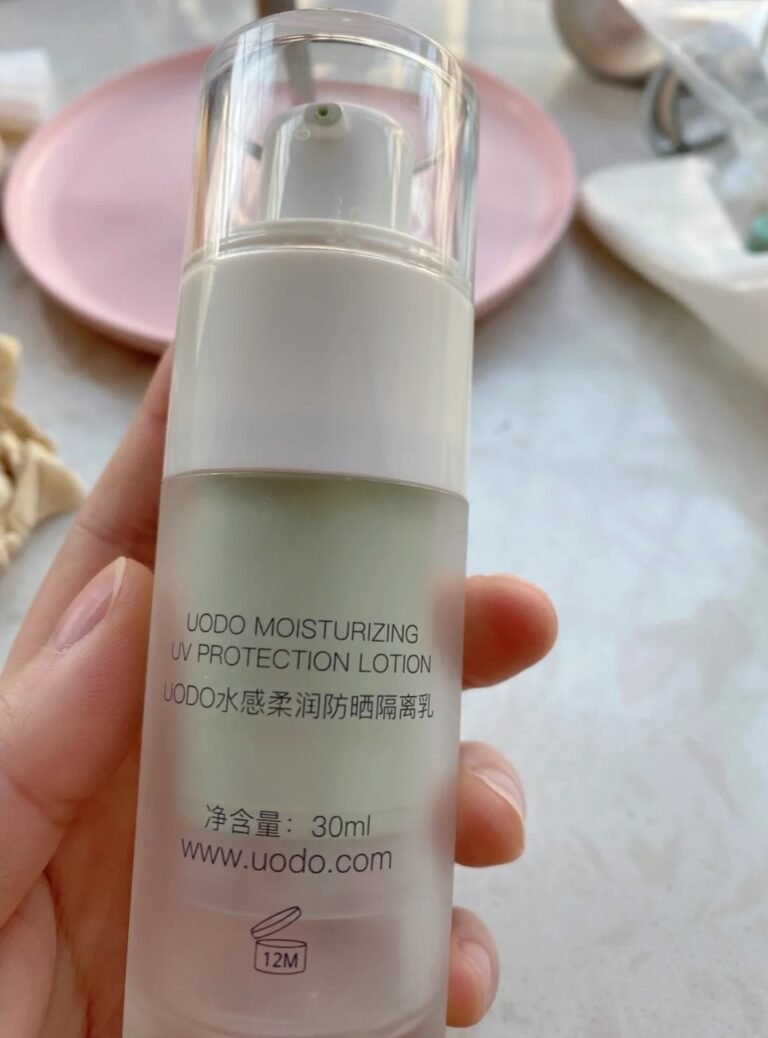 UODO MOISTURIZING
UV PROTECTION LOTION
UODO水感柔润防晒隔离乳
净含量：30ml
www.uodo.com
12M